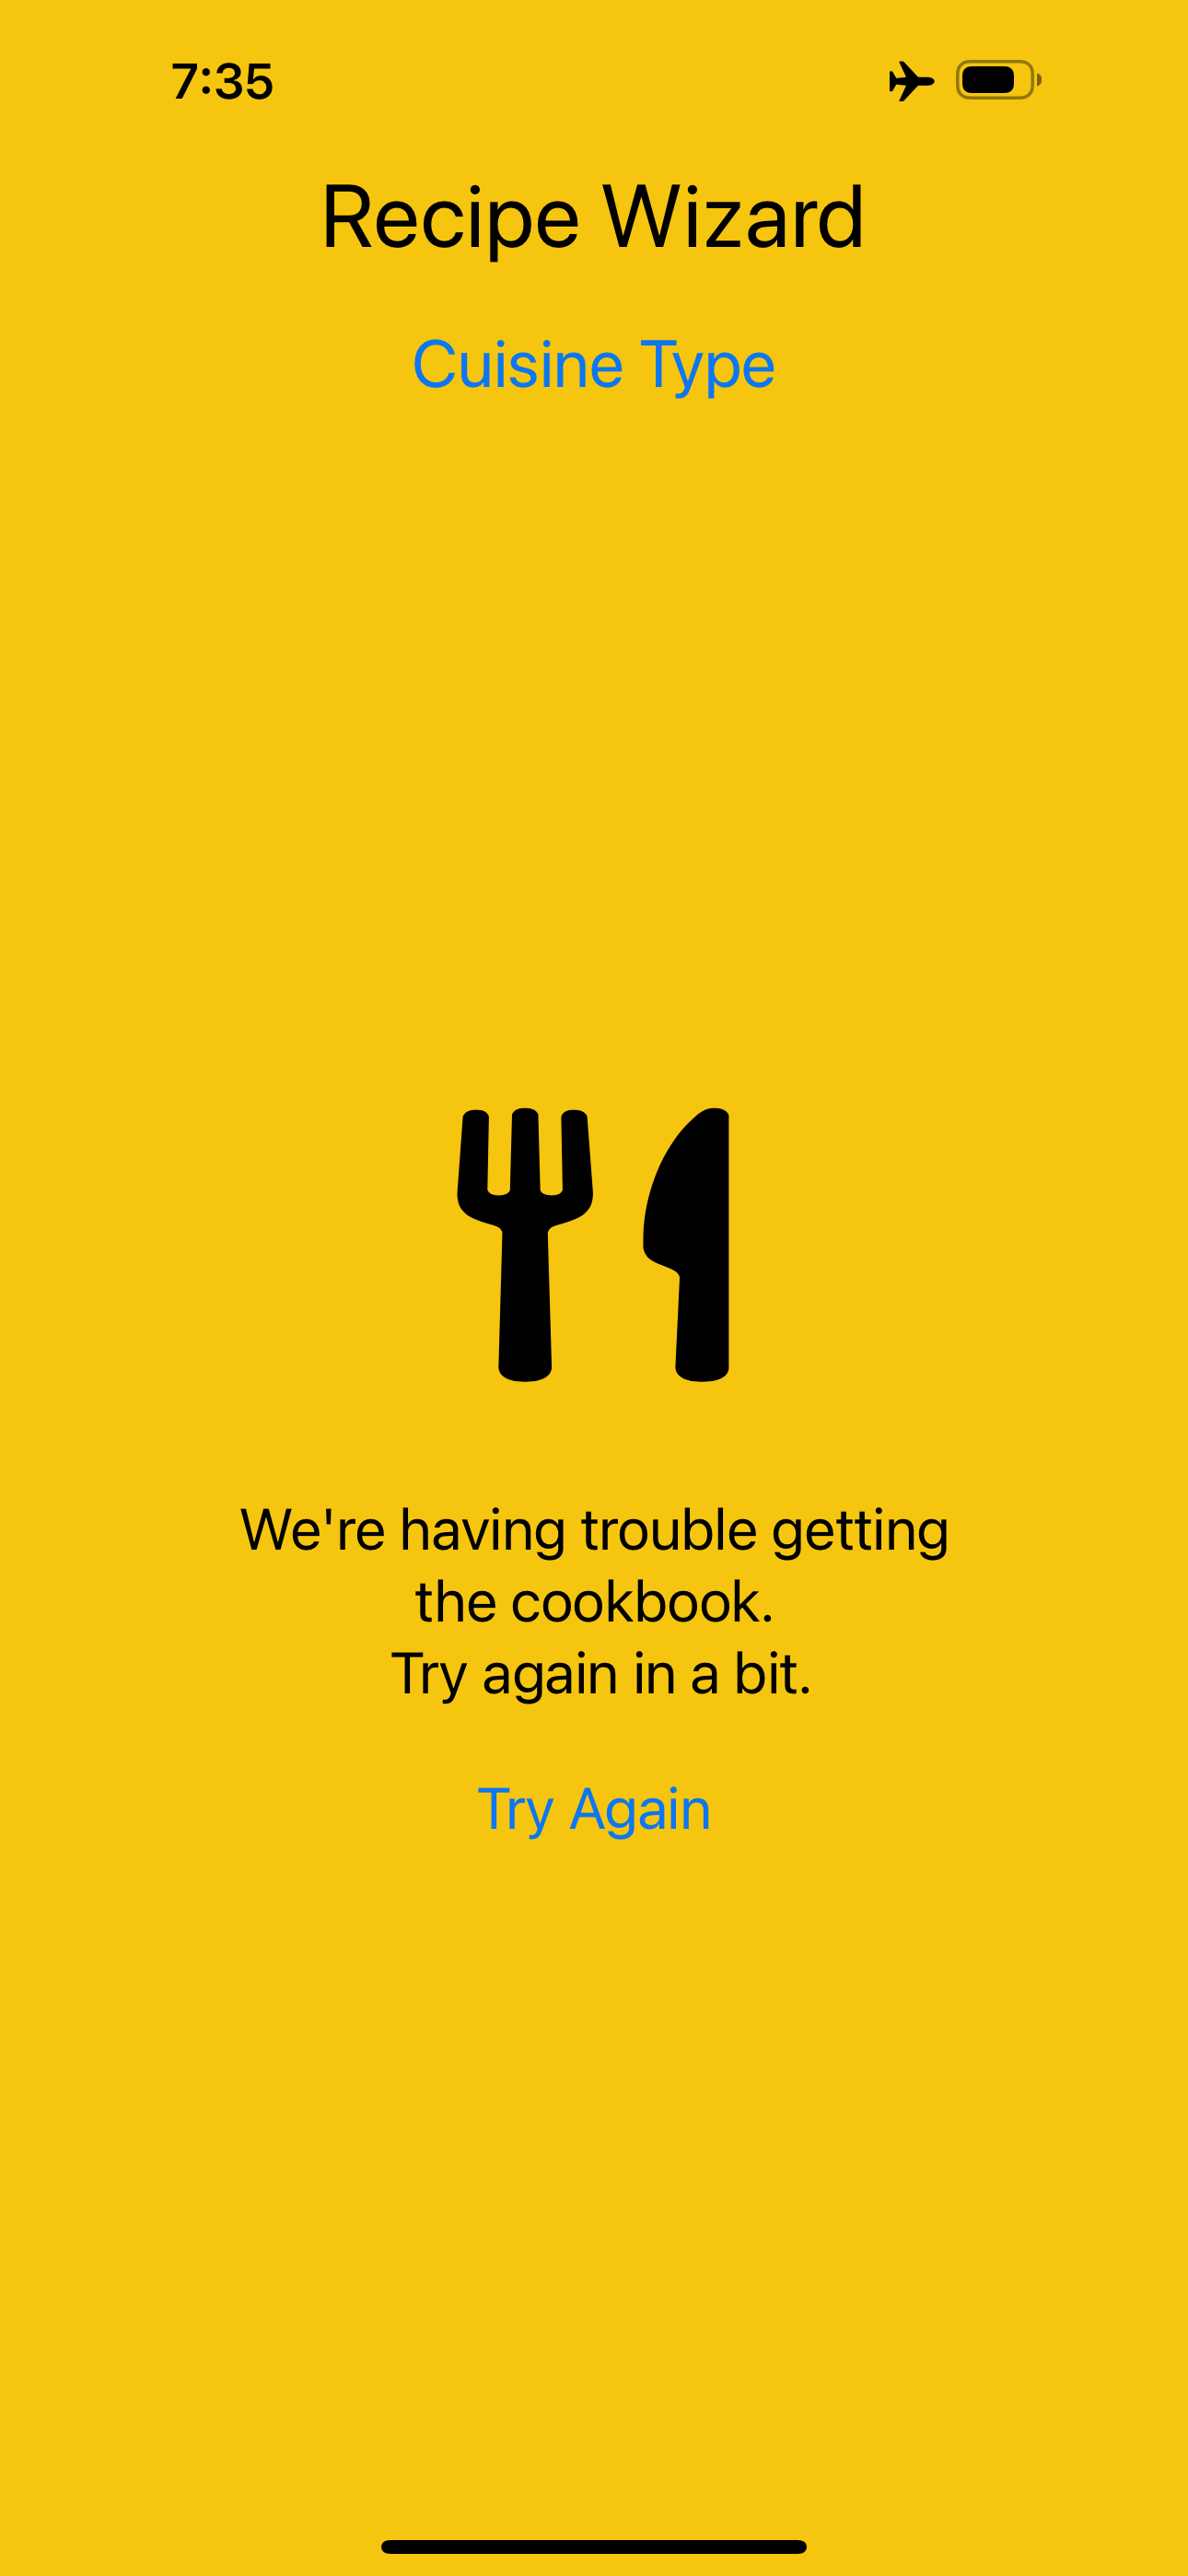 7:35
Recipe Wizard
Cuisine Type
We're having trouble getting
the cookbook.
Try again in a bit.
Try Again